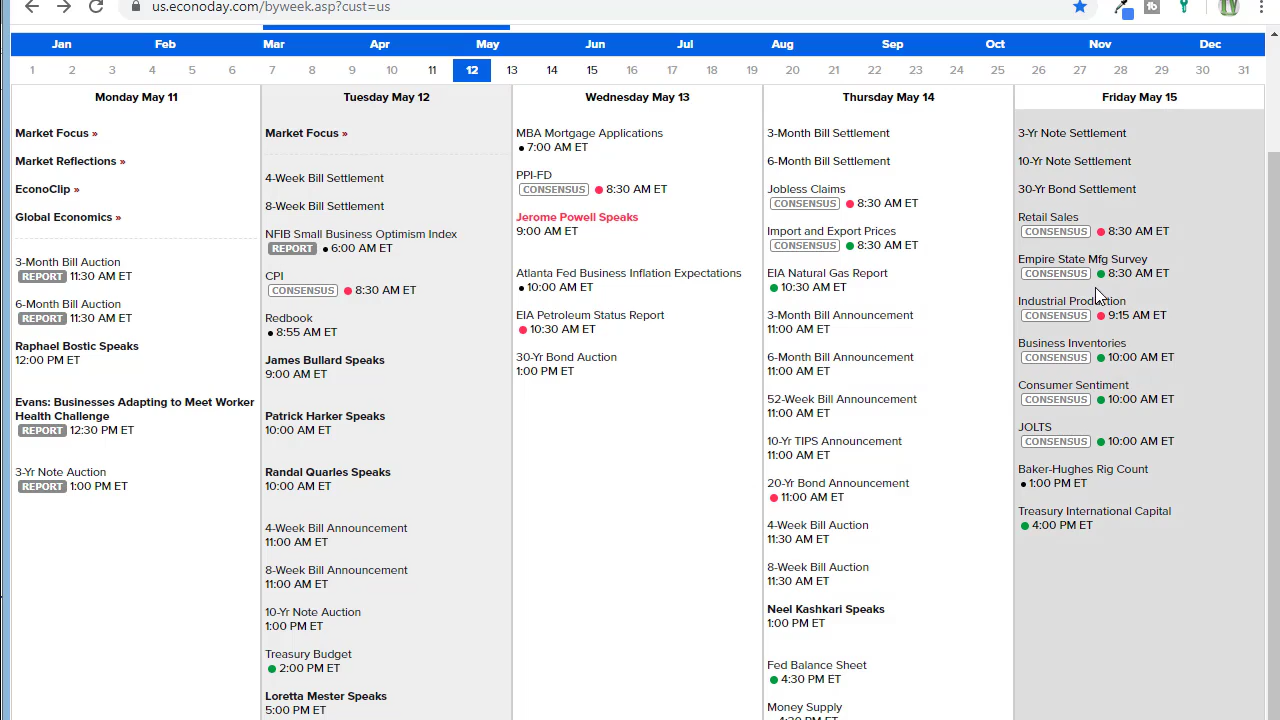 us.econoday.com/byweek.asp?cust=us
Jan Feb Mar Apr May Jun Jul Aug Sep Oct Nov Dec
1 2 3 4 5 6 7 8 9 10 11 12 13 14 15 16 17 18 19 20 21 22 23 24 25 26 27 28 29 30 31
Monday May 11
Market Focus »
Market Reflections »
EconoClip »
Global Economics »
3-Month Bill Auction
REPORT 11:30 AM ET
6-Month Bill Auction
REPORT 11:30 AM ET
Raphael Bostic Speaks
12:00 PM ET
Evans: Businesses Adapting to Meet Worker
Health Challenge
REPORT 12:30 PM ET
3-Yr Note Auction
REPORT 1:00 PM ET
Tuesday May 12
Market Focus »
4-Week Bill Settlement
8-Week Bill Settlement
NFIB Small Business Optimism Index
REPORT 6:00 AM ET
CPI
CONSENSUS 8:30 AM ET
Redbook
8:55 AM ET
James Bullard Speaks
9:00 AM ET
Patrick Harker Speaks
10:00 AM ET
Randal Quarles Speaks
10:00 AM ET
4-Week Bill Announcement
11:00 AM ET
8-Week Bill Announcement
11:00 AM ET
10-Yr Note Auction
1:00 PM ET
Treasury Budget
2:00 PM ET
Loretta Mester Speaks
5:00 PM ET
Wednesday May 13
MBA Mortgage Applications
7:00 AM ET
PPI-FD
CONSENSUS 8:30 AM ET
Jerome Powell Speaks
9:00 AM ET
Atlanta Fed Business Inflation Expectations
10:00 AM ET
EIA Petroleum Status Report
10:30 AM ET
30-Yr Bond Auction
1:00 PM ET
Thursday May 14
3-Month Bill Settlement
6-Month Bill Settlement
Jobless Claims
CONSENSUS 8:30 AM ET
Import and Export Prices
CONSENSUS 8:30 AM ET
EIA Natural Gas Report
10:30 AM ET
3-Month Bill Announcement
11:00 AM ET
6-Month Bill Announcement
11:00 AM ET
52-Week Bill Announcement
11:00 AM ET
10-Yr TIPS Announcement
11:00 AM ET
20-Yr Bond Announcement
11:00 AM ET
4-Week Bill Auction
11:30 AM ET
8-Week Bill Auction
11:30 AM ET
Neel Kashkari Speaks
1:00 PM ET
Fed Balance Sheet
4:30 PM ET
Money Supply
4:30 PM ET
Friday May 15
3-Yr Note Settlement
10-Yr Note Settlement
30-Yr Bond Settlement
Retail Sales
CONSENSUS 8:30 AM ET
Empire State Mfg Survey
CONSENSUS 8:30 AM ET
Industrial Production
CONSENSUS 9:15 AM ET
Business Inventories
CONSENSUS 10:00 AM ET
Consumer Sentiment
CONSENSUS 10:00 AM ET
JOLTS
CONSENSUS 10:00 AM ET
Baker-Hughes Rig Count
1:00 PM ET
Treasury International Capital
4:00 PM ET